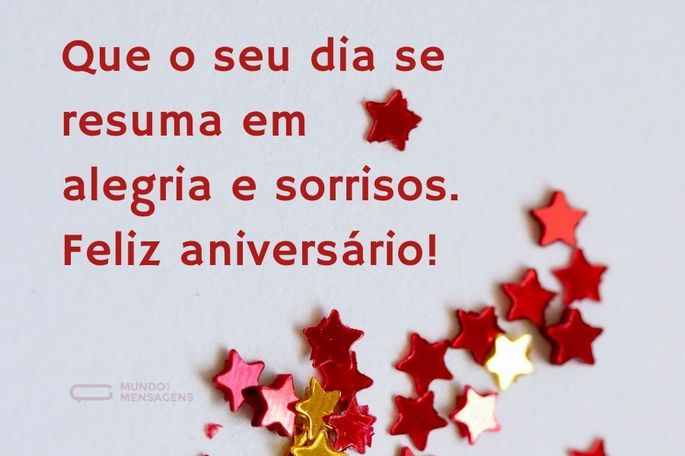 Que o seu dia se
resuma em
alegria e sorrisos.
Feliz aniversário!
MUNDO!
MENSAGENS